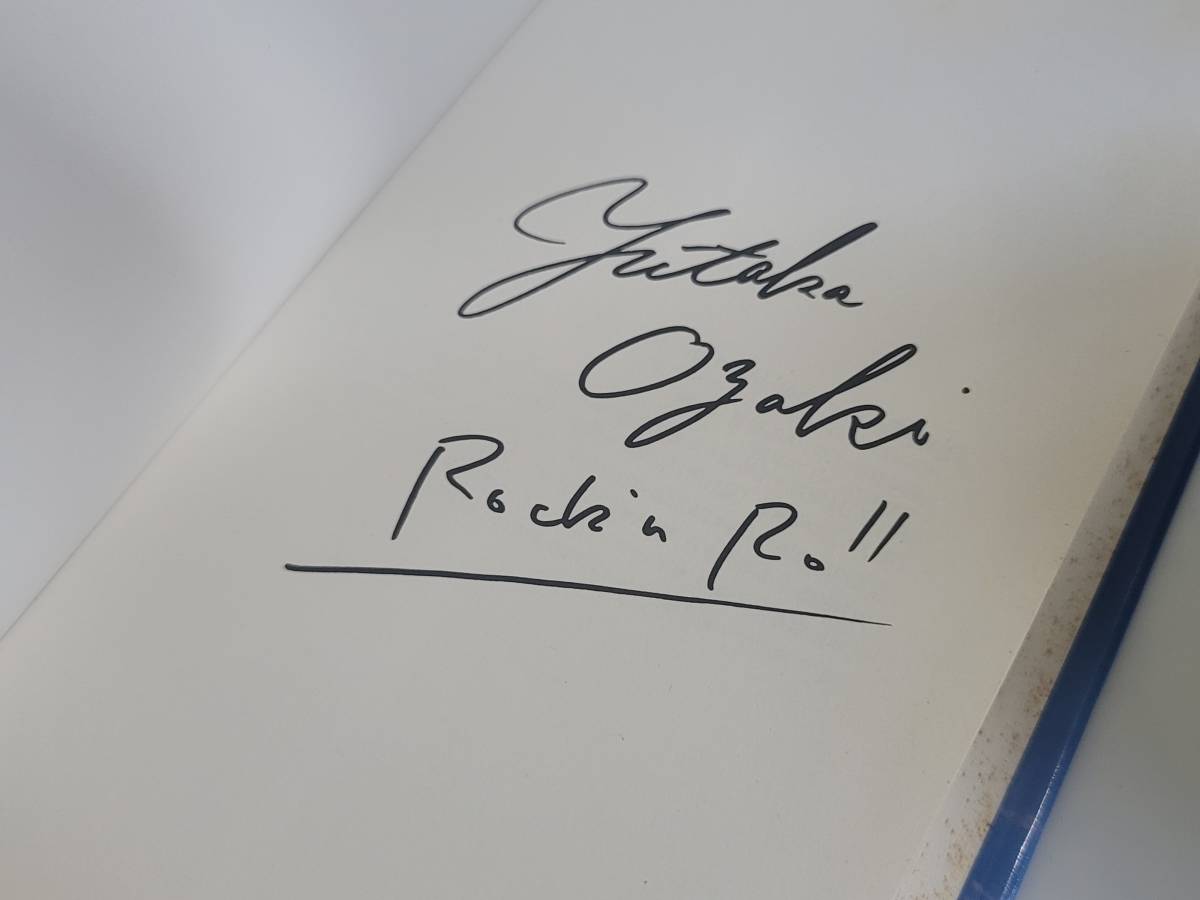 Yutaka
Ozaki
Rock'n Roll